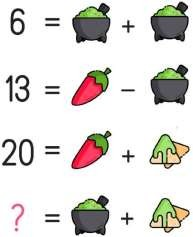 6 = +
13 = -
20 = +
? = +